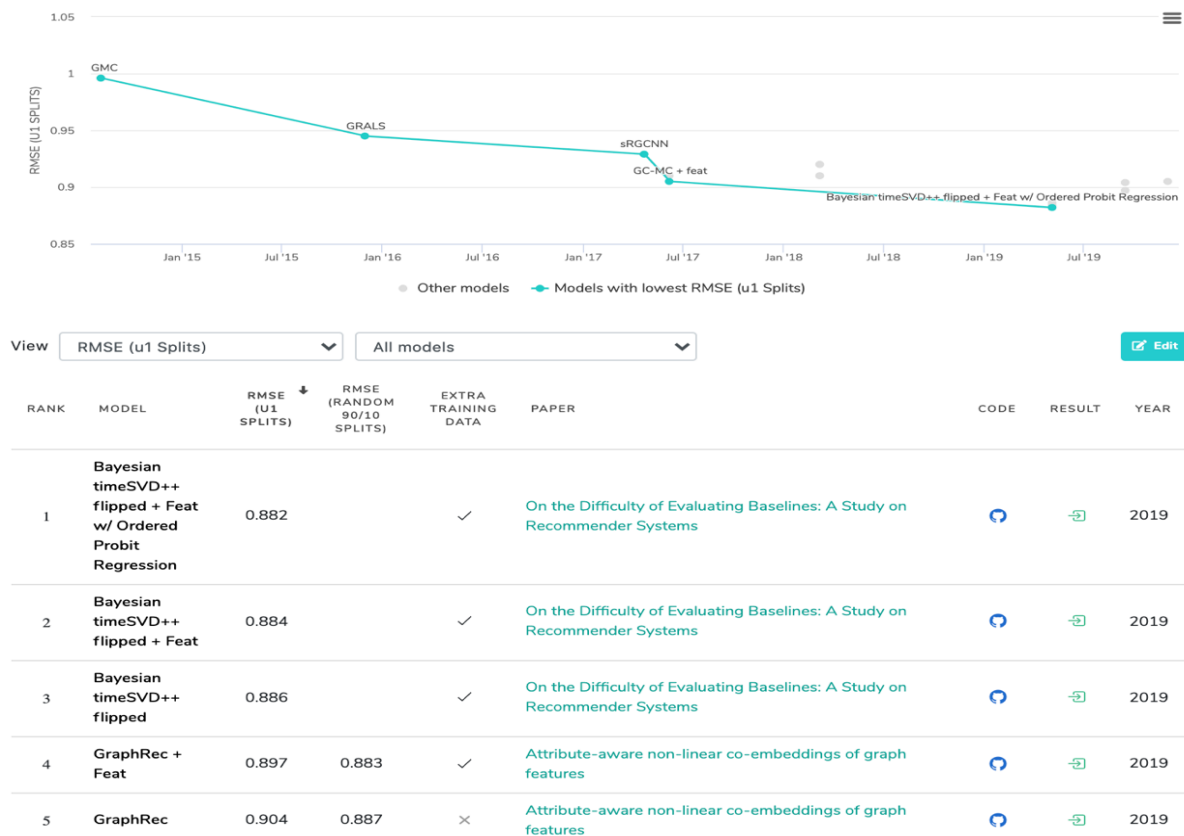 1.05
1
0.95
0.9
0.85
RMSE (U1 SPLITS)
GMC
GRALS
sRGCNN
GC-MC + feat
Bayesian timeSVD++ flipped + Feat w/ Ordered Probit Regression
Jan '15 Jul '15 Jan '16 Jul '16 Jan '17 Jul '17 Jan '18 Jul '18 Jan '19 Jul '19
Other models Models with lowest RMSE (u1 Splits)
View RMSE (u1 Splits) All models Edit
RANK MODEL RMSE (U1 SPLITS) RMSE (RANDOM 90/10 SPLITS) EXTRA TRAINING DATA PAPER CODE RESULT YEAR
1
Bayesian
timeSVD++
flipped + Feat
w/ Ordered
Probit
Regression
0.882
On the Difficulty of Evaluating Baselines: A Study on
Recommender Systems
2019
2
Bayesian
timeSVD++
flipped + Feat
0.884
On the Difficulty of Evaluating Baselines: A Study on
Recommender Systems
2019
3
Bayesian
timeSVD++
flipped
0.886
On the Difficulty of Evaluating Baselines: A Study on
Recommender Systems
2019
4
GraphRec +
Feat
0.897 0.883
Attribute-aware non-linear co-embeddings of graph
features
2019
5
GraphRec
0.904 0.887
Attribute-aware non-linear co-embeddings of graph
features
2019